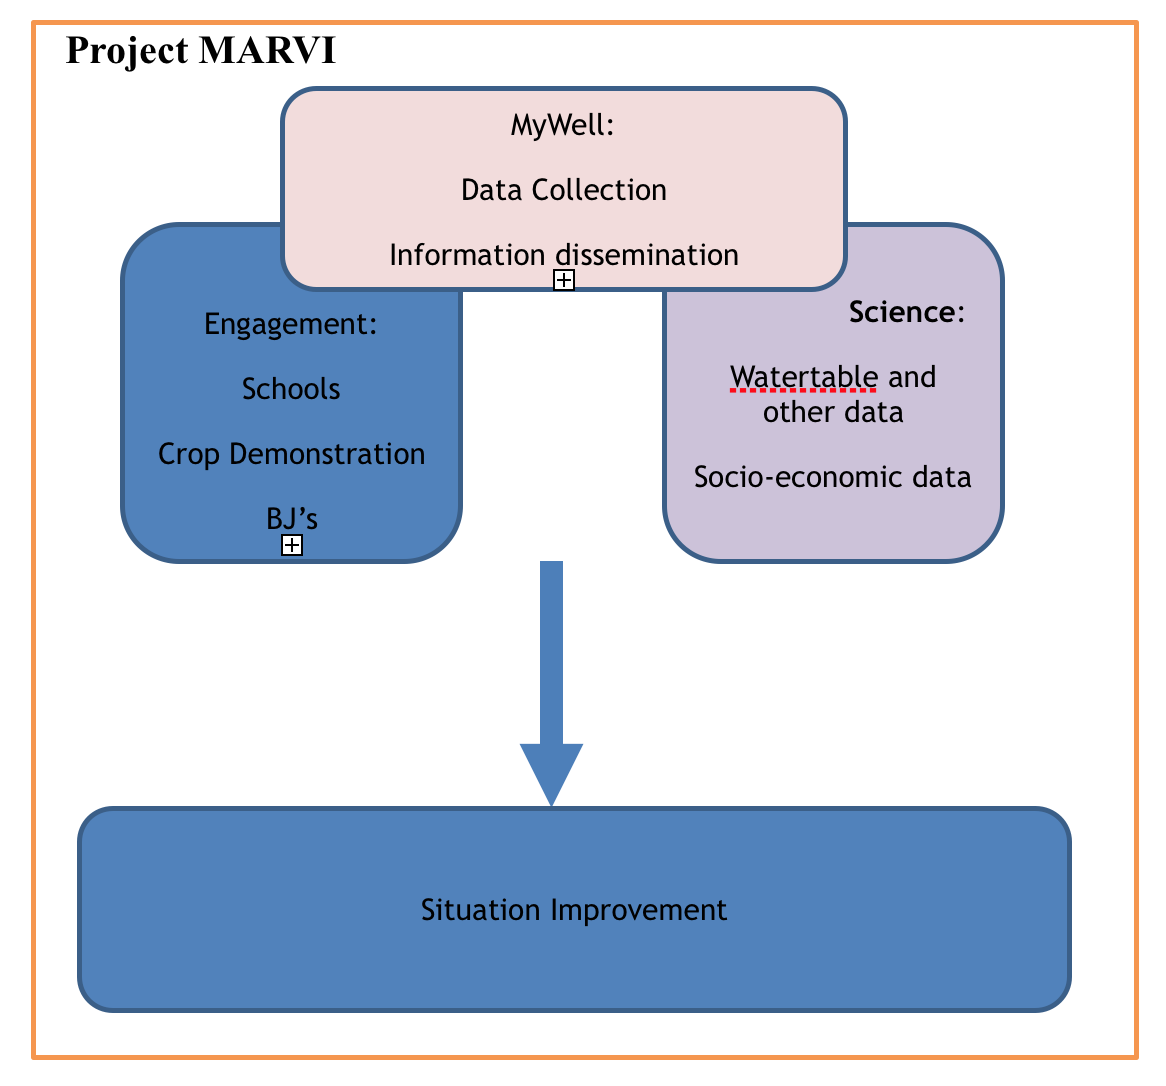 Project MARVI
MyWell:
Data Collection
Information dissemination
Engagement:
Schools
Crop Demonstration
BJ’s
Science:
Watertable and
other data
Socio-economic data
Situation Improvement